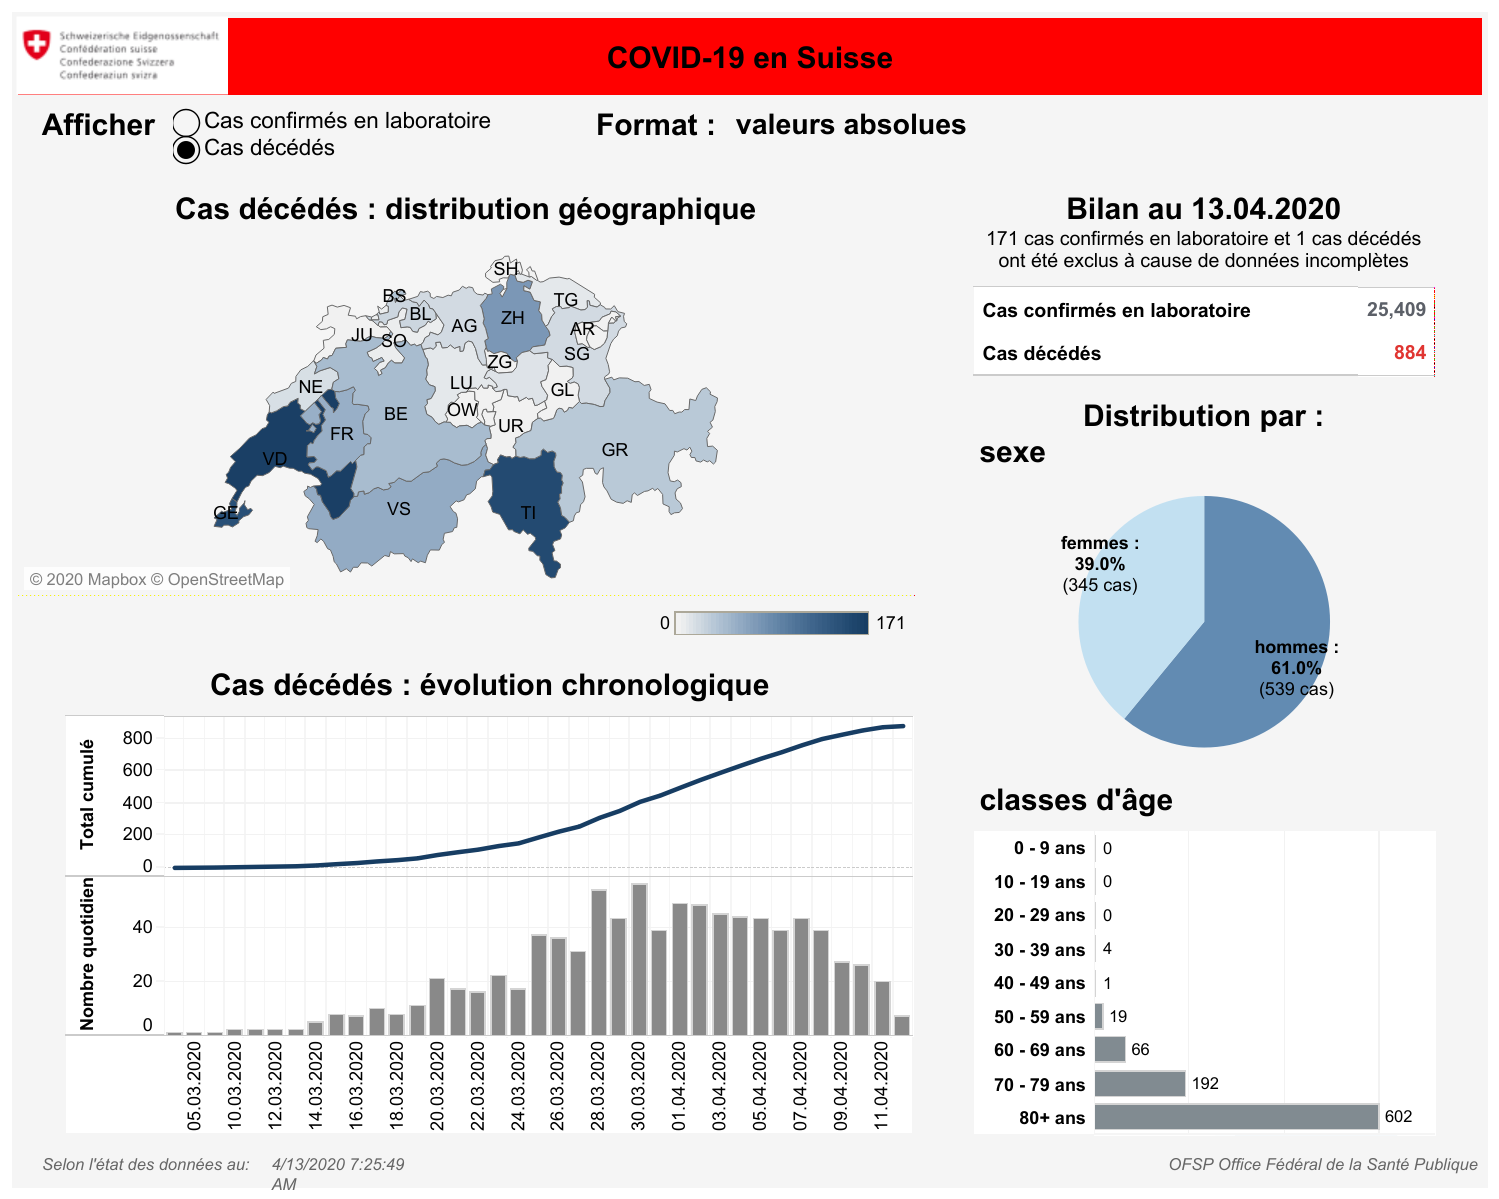 Schweizerische Eidgenossenschaft
Confédération suisse
Confederazione Svizzera
Confederaziun svizra
COVID-19 en Suisse
Afficher
Cas confirmés en laboratoire
Cas décédés
Format : valeurs absolues
Cas décédés : distribution géographique
SH
BS
BL
TG
ZH
AG
AR
JU
SO
SG
ZG
NE
LU
GL
OW
BE
UR
FR
GR
VD
VS
GE
TI
© 2020 Mapbox © OpenStreetMap
0
171
Bilan au 13.04.2020
171 cas confirmés en laboratoire et 1 cas décédés
ont été exclus à cause de données incomplètes
Cas confirmés en laboratoire 25,409
Cas décédés 884
Distribution par :
sexe
femmes :
39.0%
(345 cas)
hommes :
61.0%
(539 cas)
Cas décédés : évolution chronologique
Total cumulé
800
600
400
200
0
Nombre quotidien
40
20
0
05.03.2020
10.03.2020
12.03.2020
14.03.2020
16.03.2020
18.03.2020
20.03.2020
22.03.2020
24.03.2020
26.03.2020
28.03.2020
30.03.2020
01.04.2020
03.04.2020
05.04.2020
07.04.2020
09.04.2020
11.04.2020
classes d'âge
0 - 9 ans 0
10 - 19 ans 0
20 - 29 ans 0
30 - 39 ans 4
40 - 49 ans 1
50 - 59 ans 19
60 - 69 ans 66
70 - 79 ans 192
80+ ans 602
Selon l'état des données au: 4/13/2020 7:25:49
AM
OFSP Office Fédéral de la Santé Publique